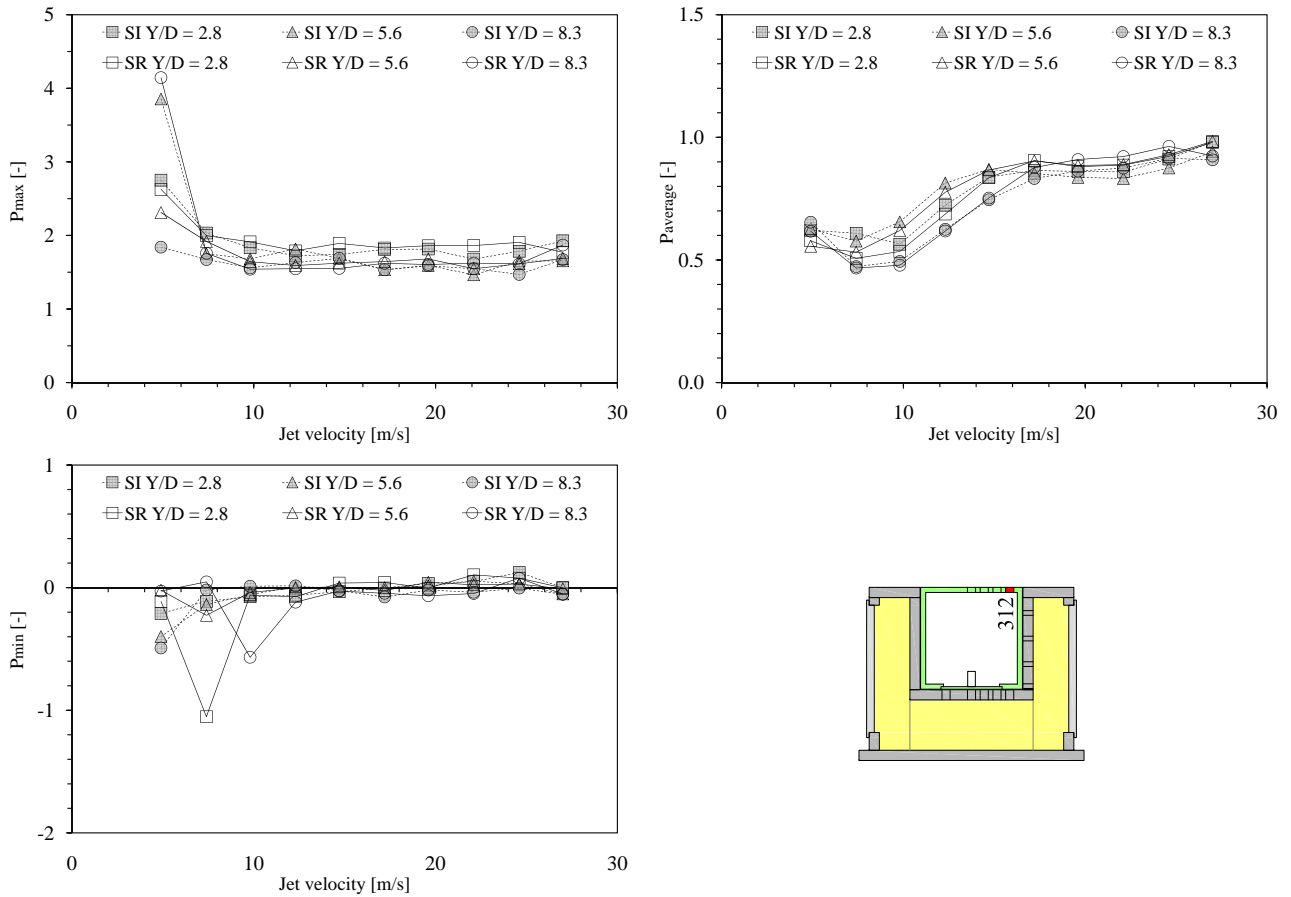 5
4
3
2
1
0
Pmax [-]
SI Y/D = 2.8 SI Y/D = 5.6 SI Y/D = 8.3
SR Y/D = 2.8 SR Y/D = 5.6 SR Y/D = 8.3
0 10 20 30
Jet velocity [m/s]
1.5
1.0
0.5
0.0
Paverage [-]
SI Y/D = 2.8 SI Y/D = 5.6 SI Y/D = 8.3
SR Y/D = 2.8 SR Y/D = 5.6 SR Y/D = 8.3
0 10 20 30
Jet velocity [m/s]
1
0
-1
-2
Pmin [-]
SI Y/D = 2.8 SI Y/D = 5.6 SI Y/D = 8.3
SR Y/D = 2.8 SR Y/D = 5.6 SR Y/D = 8.3
0 10 20 30
Jet velocity [m/s]
312